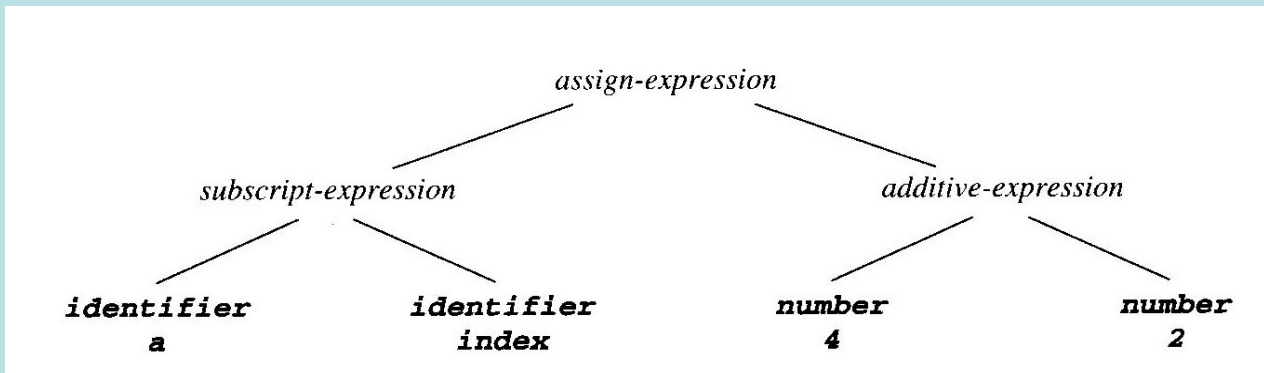 assign-expression
subscript-expression additive-expression
identifier identifier number number
a index 4 2